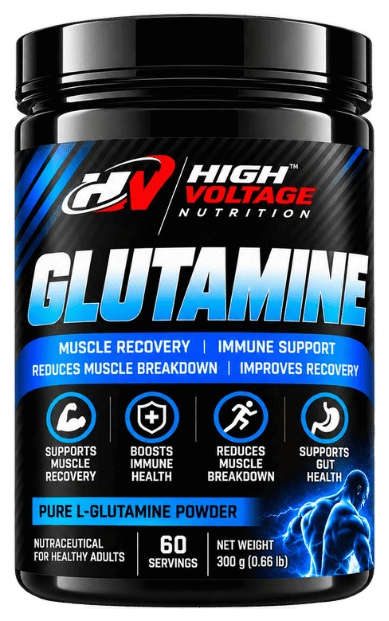 HV HIGH™
VOLTAGE
NUTRITION
GLUTAMINE
MUSCLE RECOVERY | IMMUNE SUPPORT
REDUCES MUSCLE BREAKDOWN | IMPROVES RECOVERY
SUPPORTS
MUSCLE
RECOVERY
BOOSTS
IMMUNE
HEALTH
REDUCES
MUSCLE
BREAKDOWN
SUPPORTS
GUT
HEALTH
PURE L-GLUTAMINE POWDER
NUTRACEUTICAL
FOR HEALTHY ADULTS
60
SERVINGS
NET WEIGHT
300 g (0.66 lb)